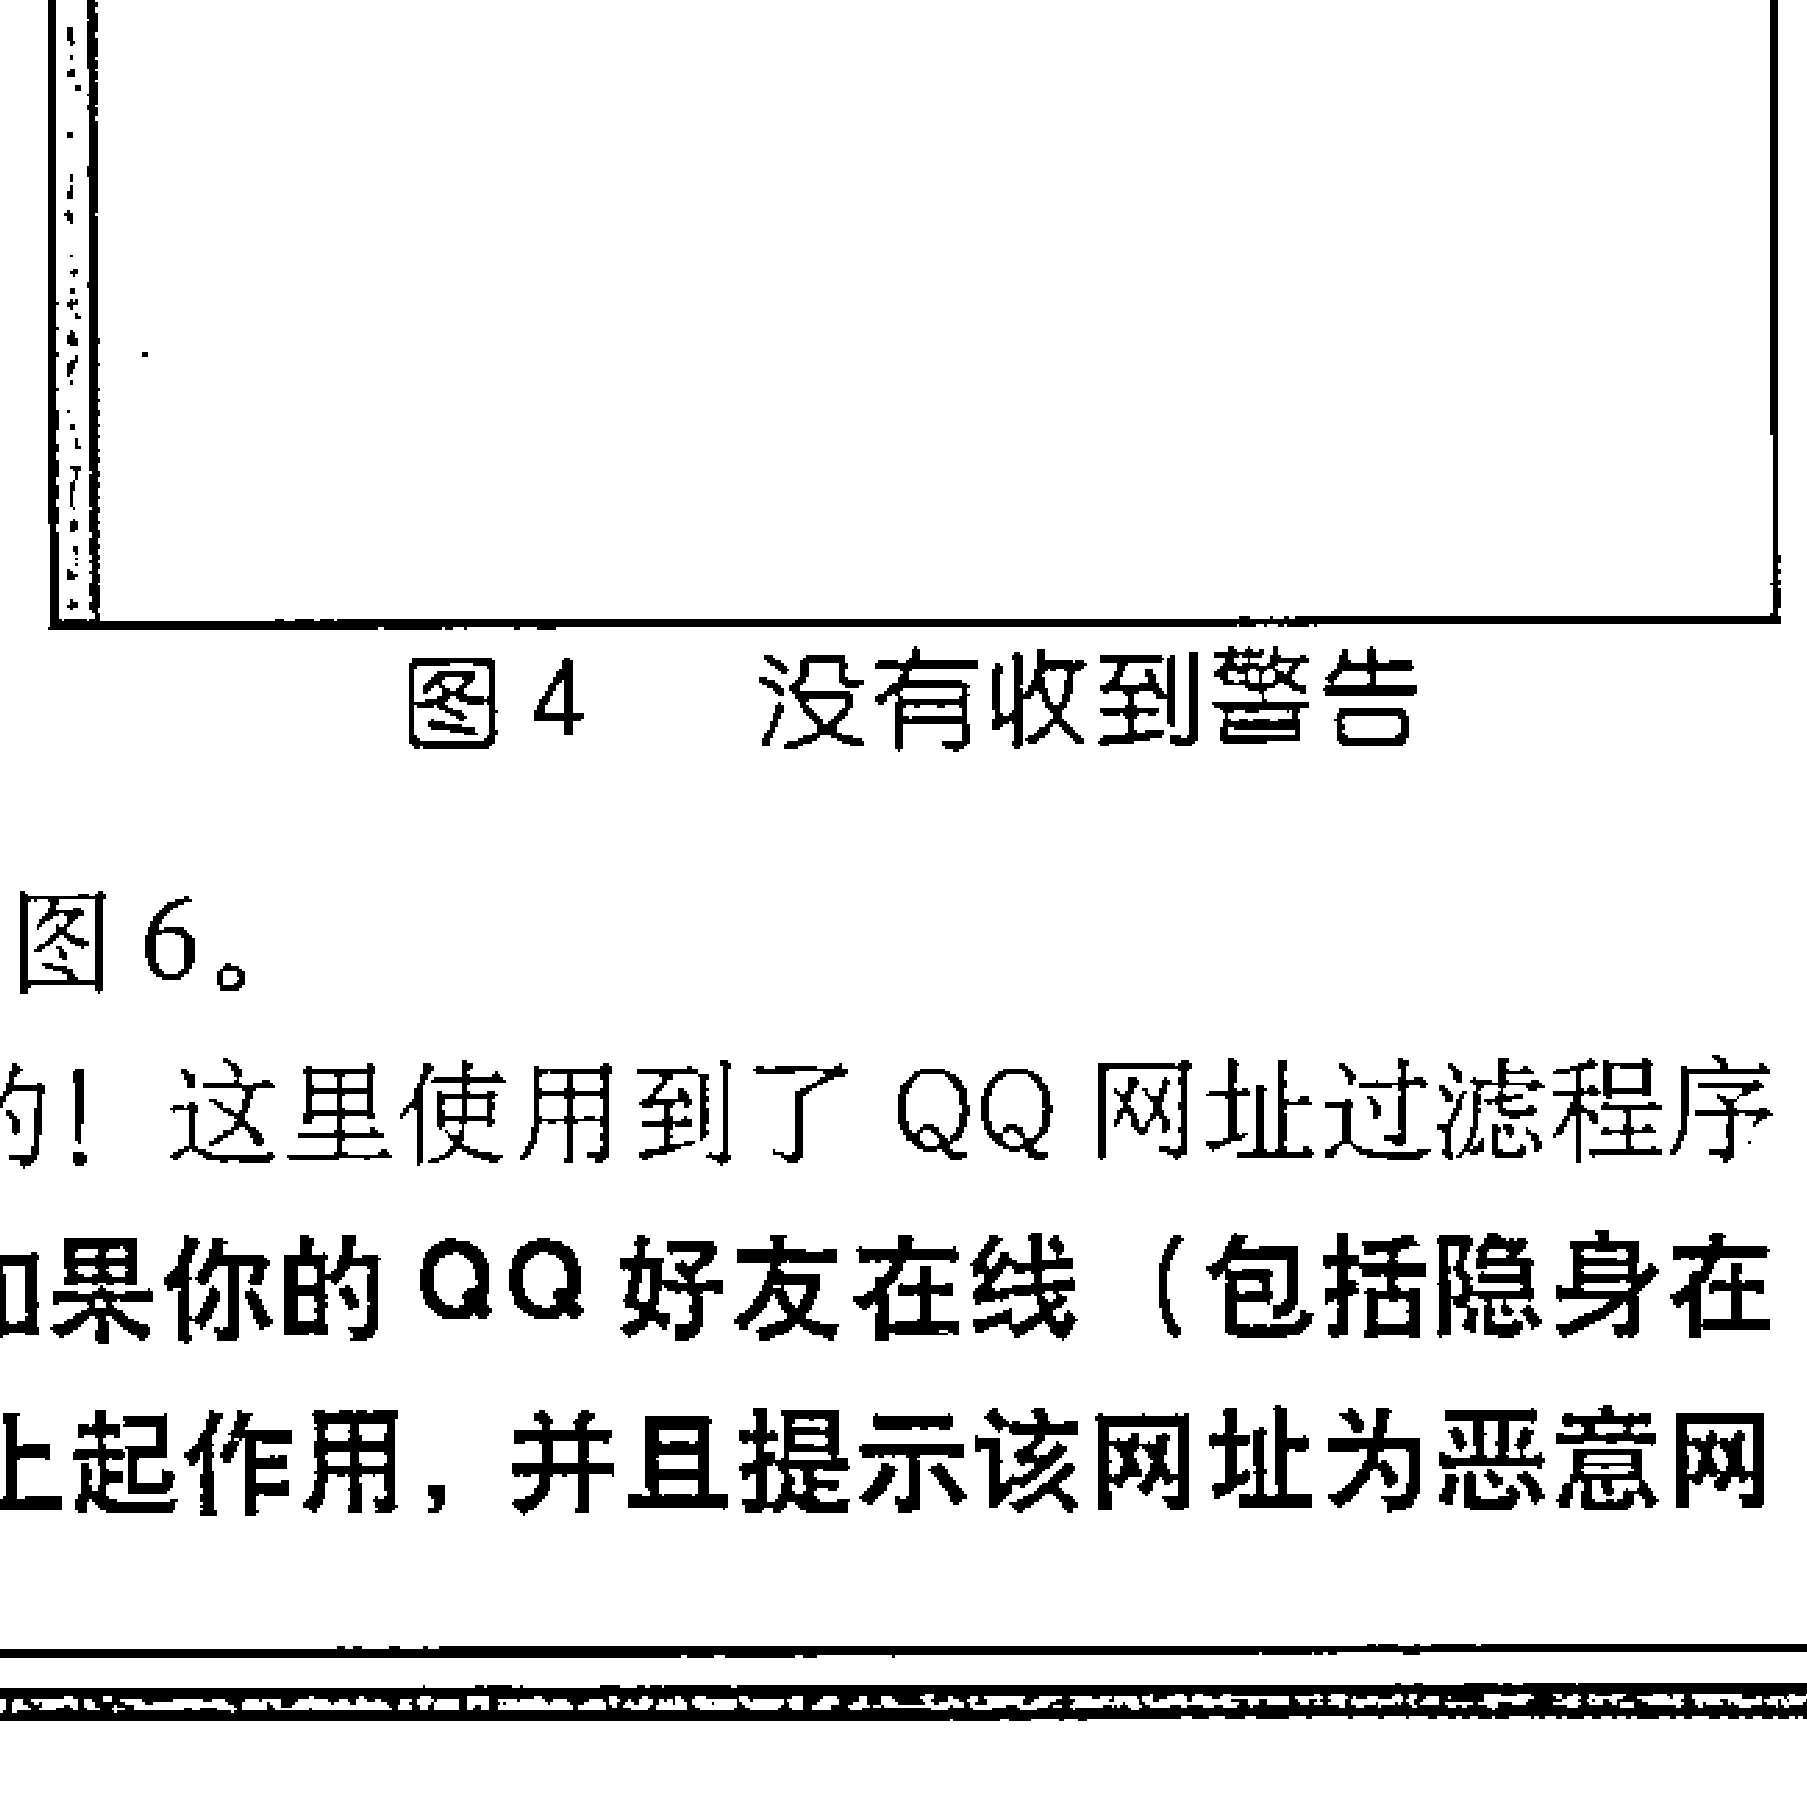 图 4 没有收到警告
图 6。
的！这里使用到了 QQ 网址过滤程序
如果你的 QQ 好友在线（包括隐身在
上起作用，并且提示该网址为恶意网